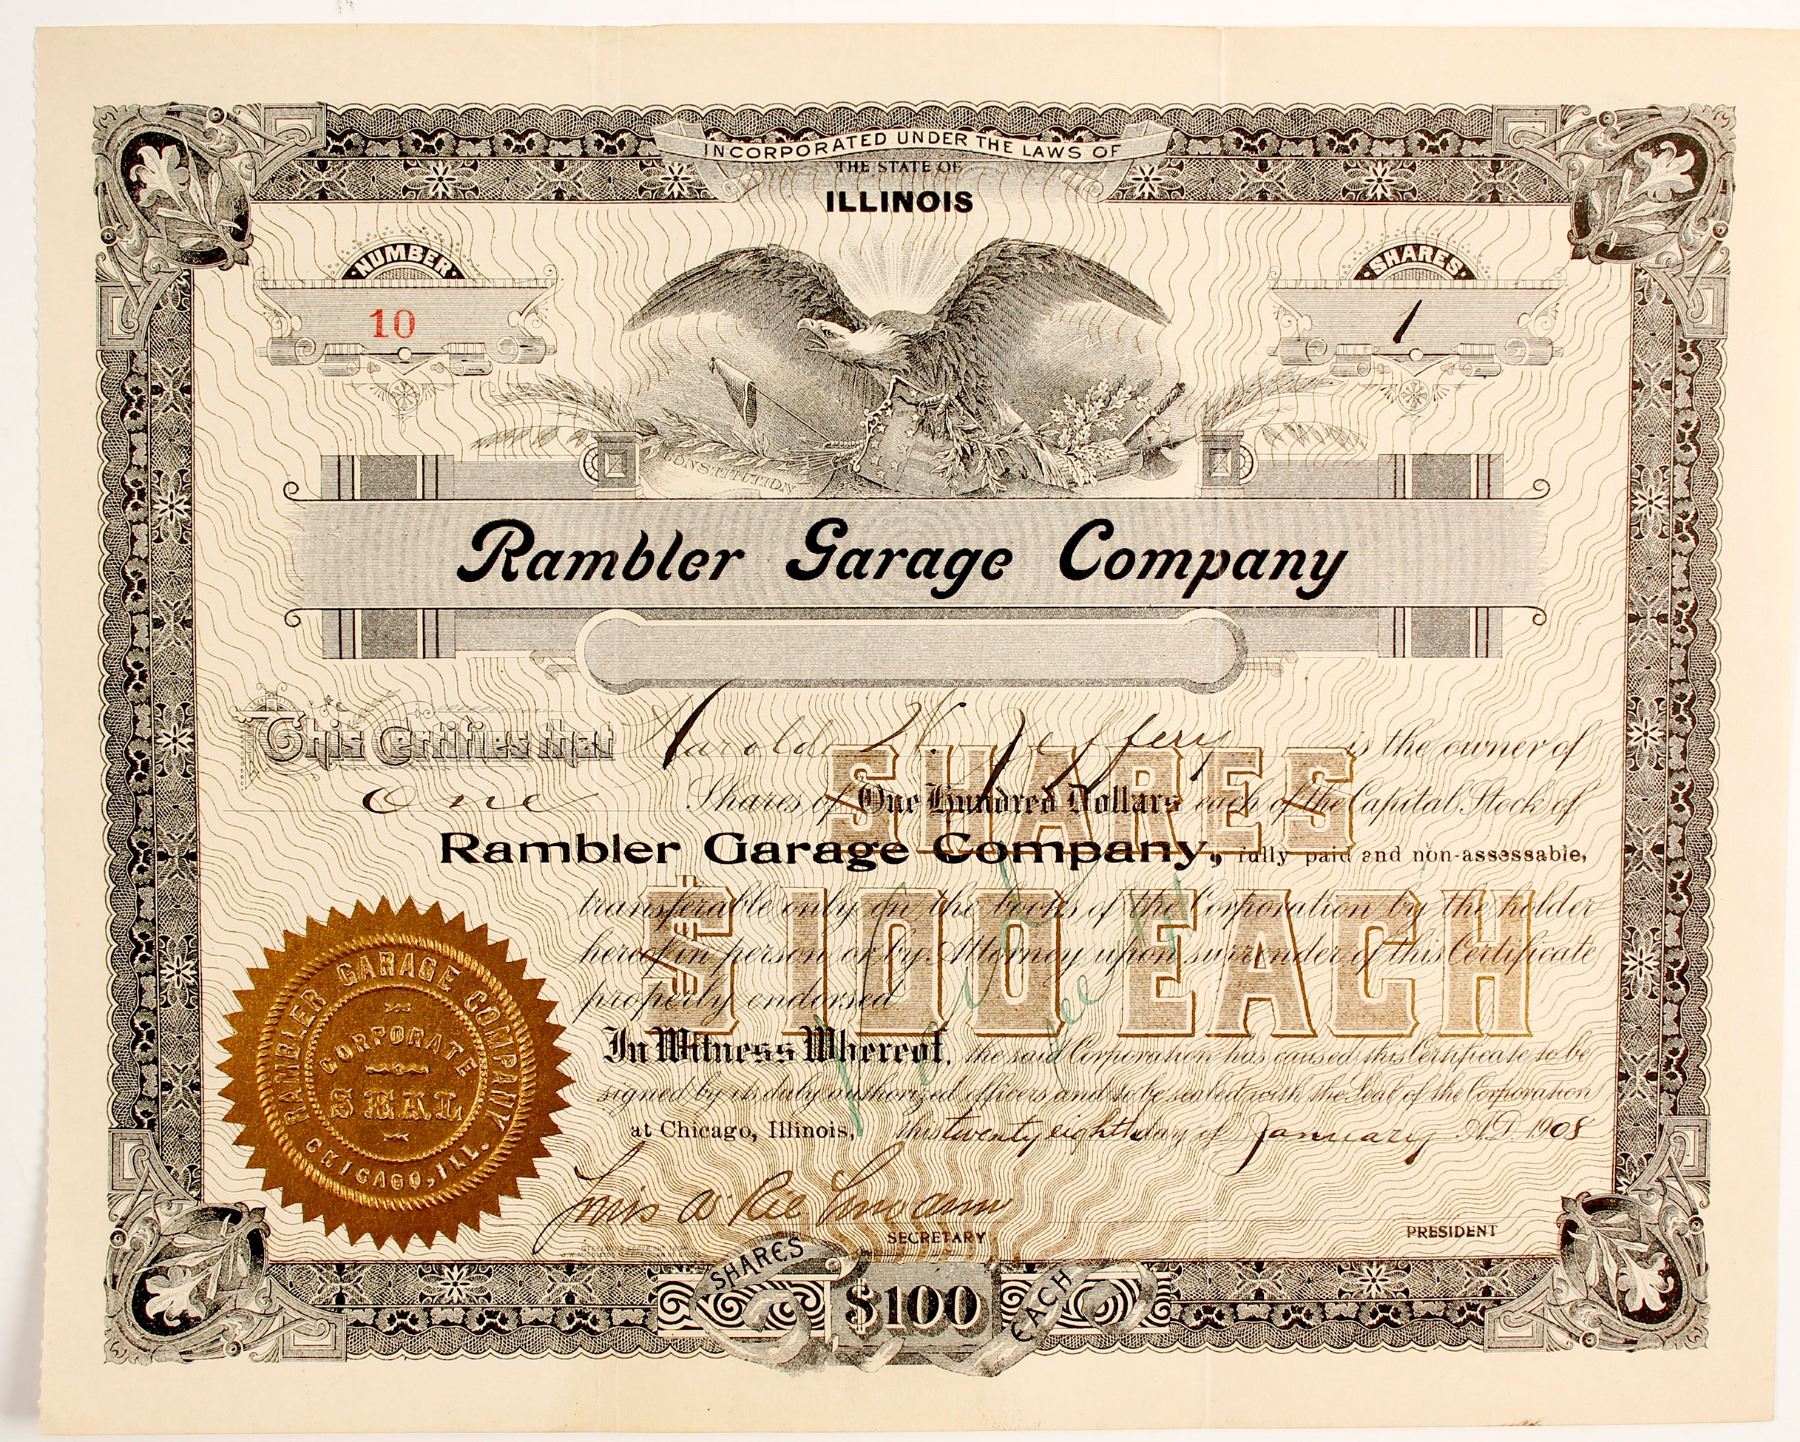 INCORPORATED UNDER THE LAWS OF
THE STATE OF
ILLINOIS
NUMBER
10
SHARES
1
CONSTITUTION
Rambler Garage Company
This Certifies that Harold W. Jeffery is the owner of
One Shares of One Hundred Dollars each of the Capital Stock of
Rambler Garage Company, fully paid and non-assessable,
transferable only on the books of the Corporation by the holder
hereof in person or by Attorney upon surrender of this Certificate
properly endorsed
In Witness Whereof, the said Corporation has caused this Certificate to be
signed by its duly authorized officers and to be sealed with the Seal of the Corporation
at Chicago, Illinois, this twenty eighth day of January A.D. 1908
SHARES
$100 EACH
RAMBLER GARAGE COMPANY
CORPORATE
SEAL
CHICAGO, ILL.
SECRETARY
PRESIDENT
SHARES $100 EACH